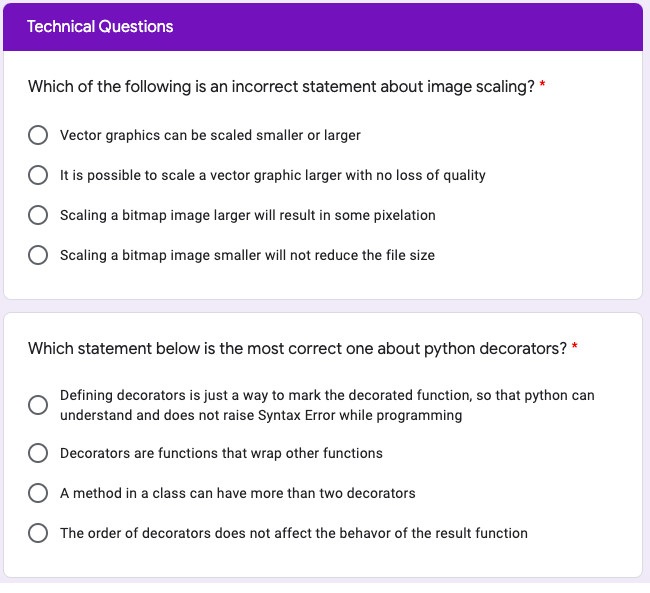 Technical Questions
Which of the following is an incorrect statement about image scaling? *
Vector graphics can be scaled smaller or larger
It is possible to scale a vector graphic larger with no loss of quality
Scaling a bitmap image larger will result in some pixelation
Scaling a bitmap image smaller will not reduce the file size
Which statement below is the most correct one about python decorators? *
Defining decorators is just a way to mark the decorated function, so that python can
understand and does not raise Syntax Error while programming
Decorators are functions that wrap other functions
A method in a class can have more than two decorators
The order of decorators does not affect the behavor of the result function